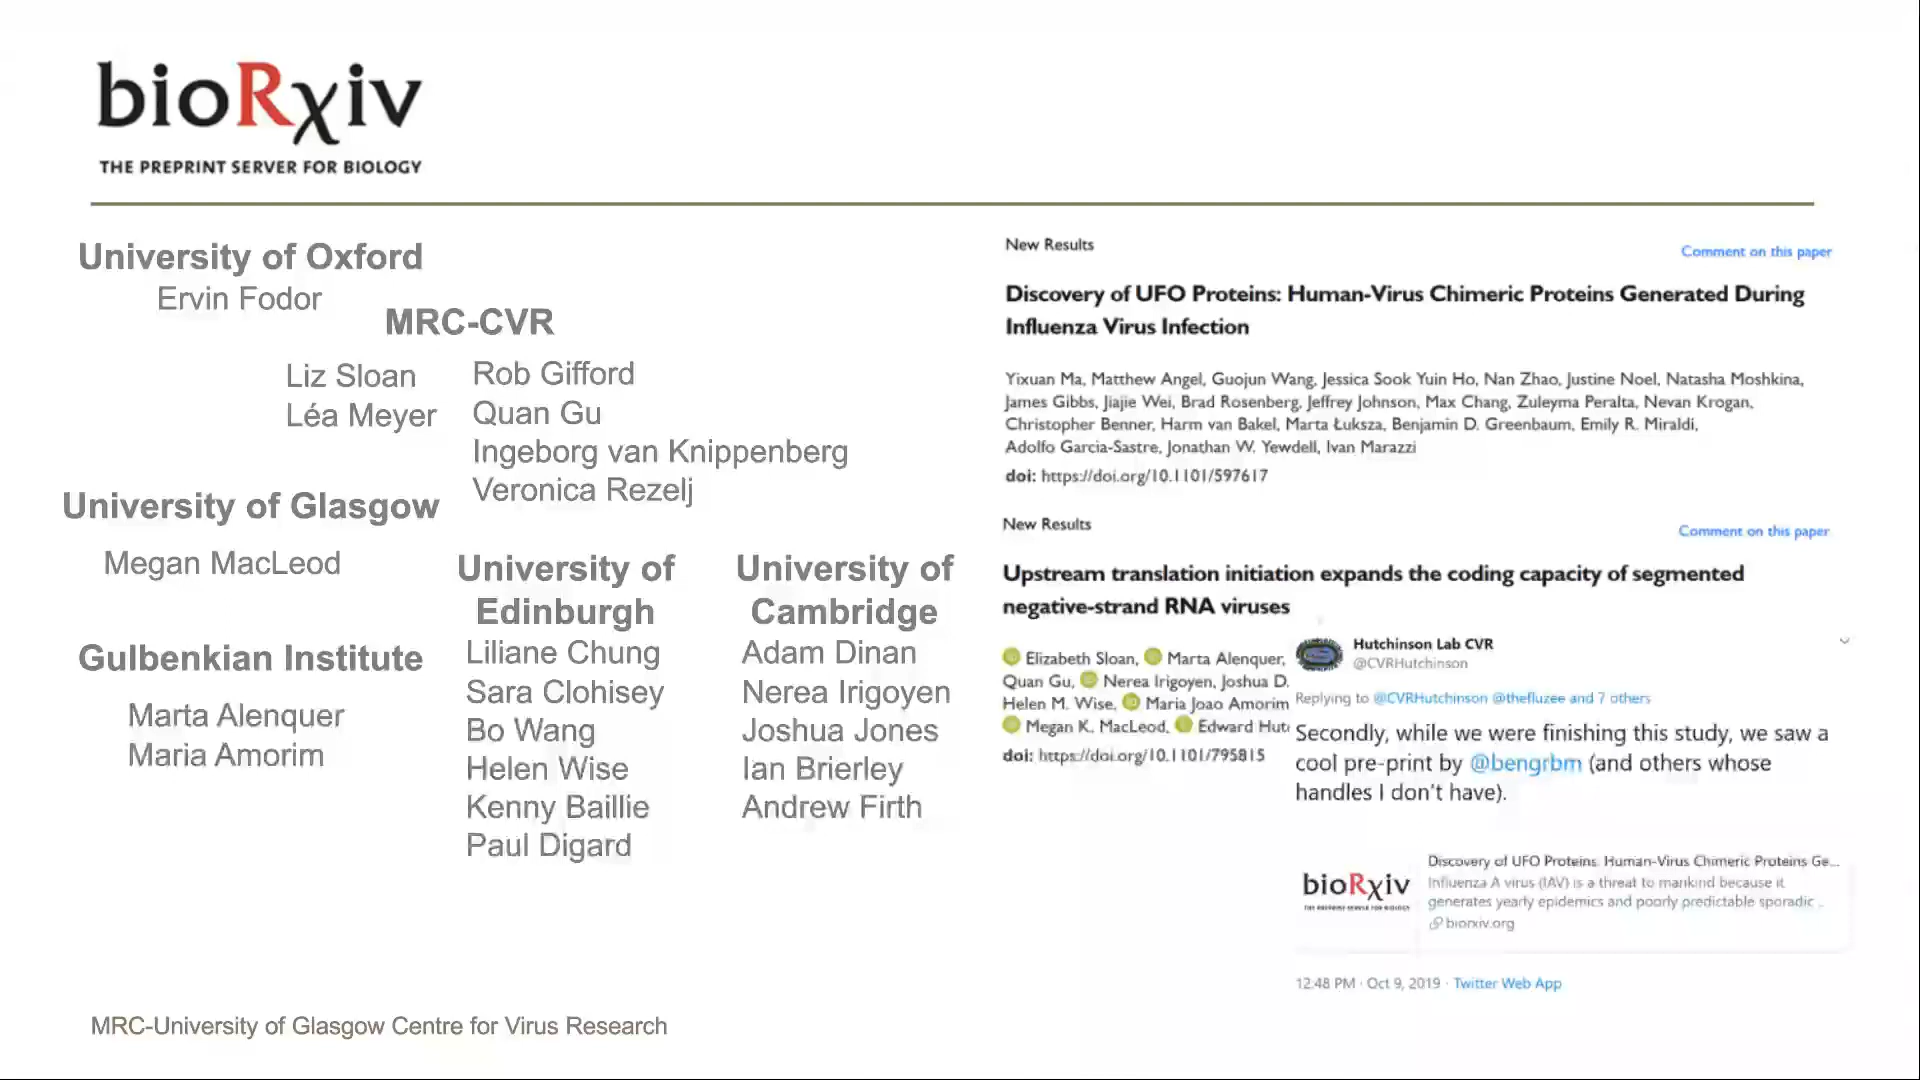 bioRχiv
THE PREPRINT SERVER FOR BIOLOGY
University of Oxford
Ervin Fodor
MRC-CVR
Liz Sloan
Léa Meyer
Rob Gifford
Quan Gu
Ingeborg van Knippenberg
Veronica Rezelj
University of Glasgow
Megan MacLeod
Gulbenkian Institute
Marta Alenquer
Maria Amorim
University of
Edinburgh
Liliane Chung
Sara Clohisey
Bo Wang
Helen Wise
Kenny Baillie
Paul Digard
University of
Cambridge
Adam Dinan
Nerea Irigoyen
Joshua Jones
Ian Brierley
Andrew Firth
New Results
Comment on this paper
Discovery of UFO Proteins: Human-Virus Chimeric Proteins Generated During
Influenza Virus Infection
Yixuan Ma, Matthew Angel, Guojun Wang, Jessica Sook Yuin Ho, Nan Zhao, Justine Noel, Natasha Moshkina,
James Gibbs, Jiajie Wei, Brad Rosenberg, Jeffrey Johnson, Max Chang, Zuleyma Peralta, Nevan Krogan,
Christopher Benner, Harm van Bakel, Marta Łuksza, Benjamin D. Greenbaum, Emily R. Miraldi,
Adolfo Garcia-Sastre, Jonathan W. Yewdell, Ivan Marazzi
doi: https://doi.org/10.1101/597617
New Results
Comment on this paper
Upstream translation initiation expands the coding capacity of segmented
negative-strand RNA viruses
Elizabeth Sloan, Marta Alenquer,
Quan Gu, Nerea Irigoyen, Joshua D.
Helen M. Wise, Maria Joao Amorim
Megan K. MacLeod, Edward Hut
doi: https://doi.org/10.1101/795815
Hutchinson Lab CVR
@CVRHutchinson
Replying to @CVRHutchinson @thefluzee and 7 others
Secondly, while we were finishing this study, we saw a
cool pre-print by @bengrbm (and others whose
handles I don't have).
bioRχiv
THE PREPRINT SERVER FOR BIOLOGY
Discovery of UFO Proteins. Human-Virus Chimeric Proteins Ge...
Influenza A virus (IAV) is a threat to mankind because it
generates yearly epidemics and poorly predictable sporadic ..
biorxiv.org
12:48 PM · Oct 9, 2019 · Twitter Web App
MRC-University of Glasgow Centre for Virus Research